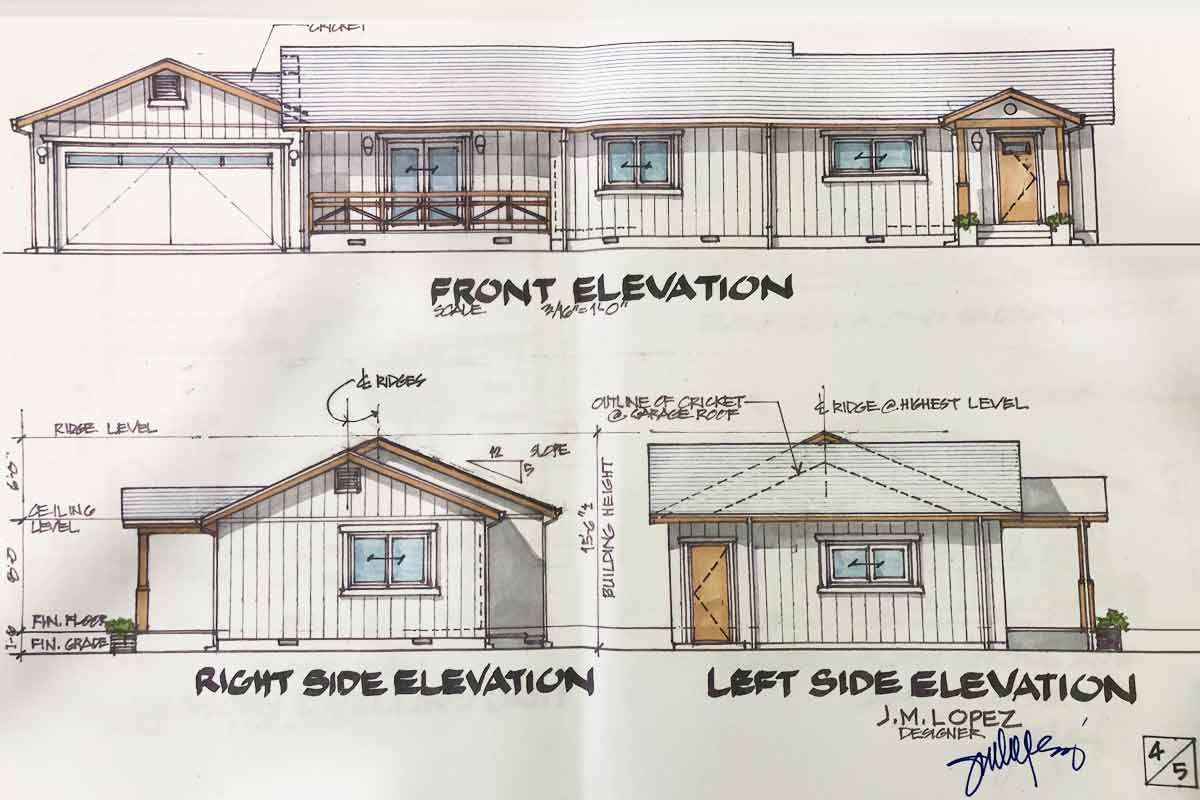 CRICKET
FRONT ELEVATION
SCALE 3/16"=1'-0"
℄ RIDGES
RIDGE LEVEL
12
SLOPE
5
6'-0"
CEILING
LEVEL
8'-0
FIN. FLOOR
FIN. GRADE
1'-8
15'-6"±
BUILDING HEIGHT
RIGHT SIDE ELEVATION
OUTLINE OF CRICKET
@ GARAGE ROOF
℄ RIDGE @ HIGHEST LEVEL
LEFT SIDE ELEVATION
J.M. LOPEZ
DESIGNER
4/5